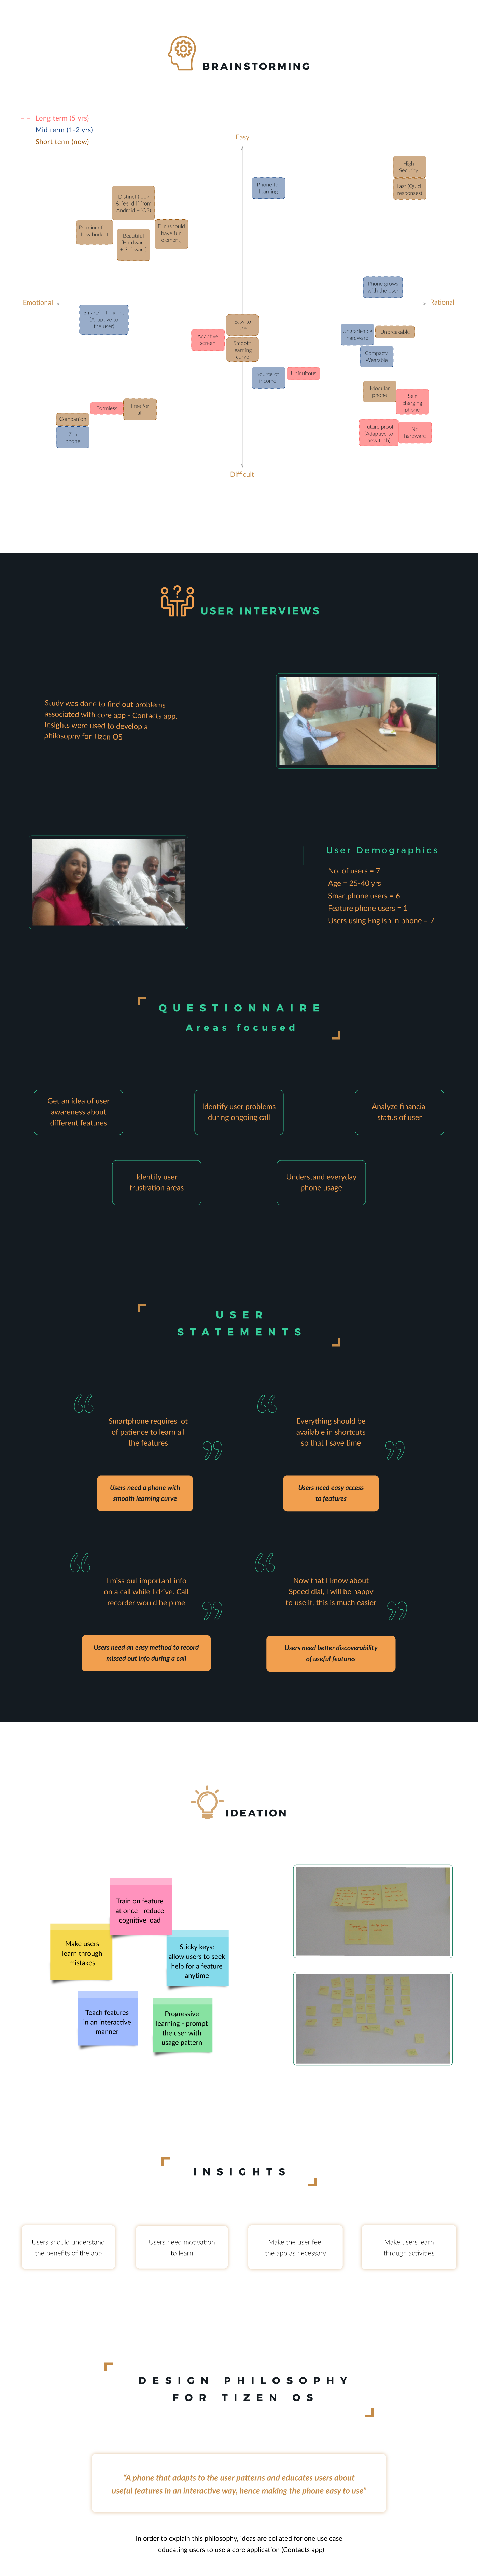 BRAINSTORMING
Long term (5 yrs)
Mid term (1-2 yrs)
Short term (now)
Easy
High
Security
Fast (Quick
responses)
Phone for
learning
Distinct (look
& feel diff from
Android + iOS)
Premium feel
Low budget
Beautiful
(Hardware
+ Software)
Fun (should
have fun
element)
Phone grows
with the user
Emotional
Rational
Smart / Intelligent
(Adaptive to
the user)
Easy to
use
Adaptive
screen
Smooth
learning
curve
Upgradeable
hardware
Unbreakable
Compact/
Wearable
Source of
income
Ubiquitous
Modular
phone
Self
charging
phone
Formless
Free for
all
Companion
Zen
phone
Future proof
(Adaptive to
new tech)
No
hardware
Difficult
USER INTERVIEWS
Study was done to find out problems
associated with core app - Contacts app.
Insights were used to develop a
philosophy for Tizen OS
User Demographics
No. of users = 7
Age = 25-40 yrs
Smartphone users = 6
Feature phone users = 1
Users using English in phone = 7
QUESTIONNAIRE
Areas focused
Get an idea of user
awareness about
different features
Identify user problems
during ongoing call
Analyze financial
status of user
Identify user
frustration areas
Understand everyday
phone usage
USER
STATEMENTS
Smartphone requires lot
of patience to learn all
the features
Users need a phone with
smooth learning curve
Everything should be
available in shortcuts
so that I save time
Users need easy access
to features
I miss out important info
on a call while I drive. Call
recorder would help me
Users need an easy method to record
missed out info during a call
Now that I know about
Speed dial, I will be happy
to use it, this is much easier
Users need better discoverability
of useful features
IDEATION
Train on feature
at once - reduce
cognitive load
Make users
learn through
mistakes
Sticky keys:
allow users to seek
help for a feature
anytime
Teach features
in an interactive
manner
Progressive
learning - prompt
the user with
usage pattern
INSIGHTS
Users should understand
the benefits of the app
Users need motivation
to learn
Make the user feel
the app as necessary
Make users learn
through activities
DESIGN PHILOSOPHY
FOR TIZEN OS
"A phone that adapts to the user patterns and educates users about
useful features in an interactive way, hence making the phone easy to use"
In order to explain this philosophy, ideas are collated for one use case
- educating users to use a core application (Contacts app)